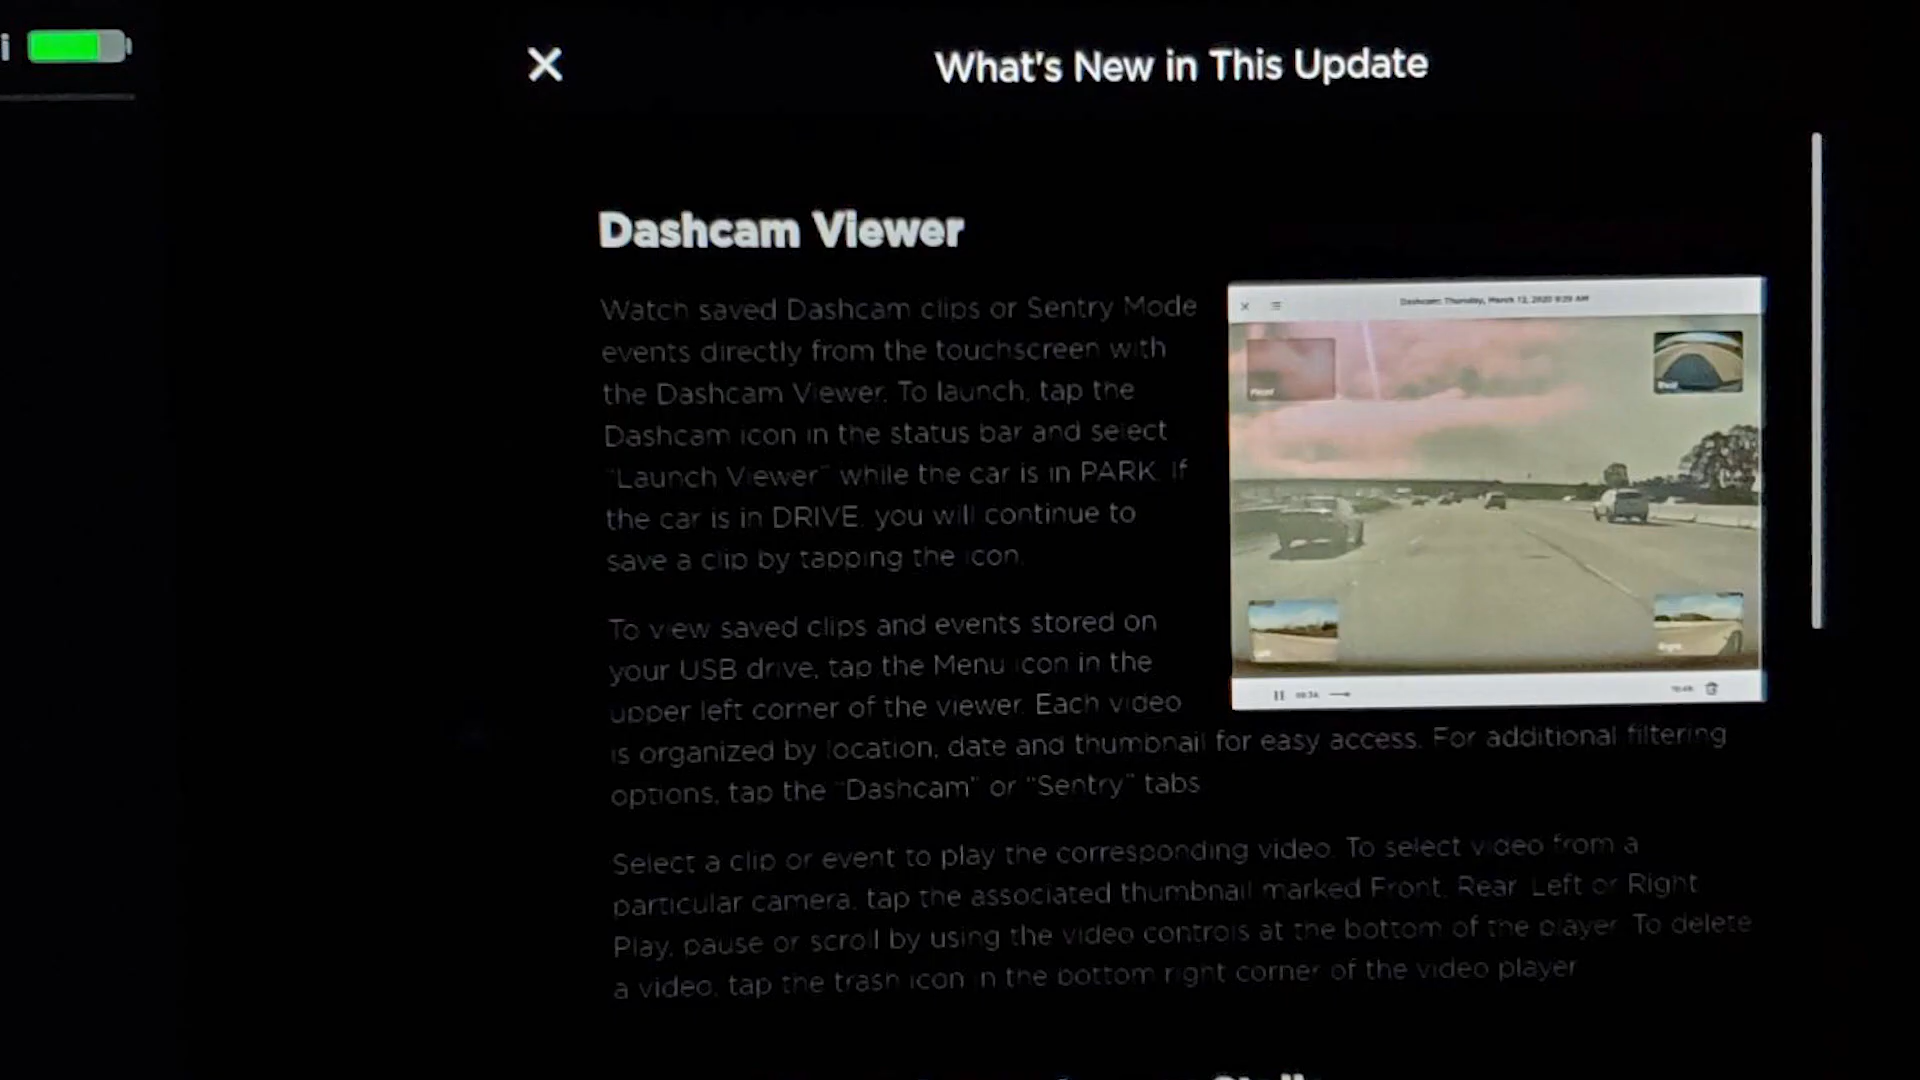 i
What's New in This Update
Dashcam Viewer
Watch saved Dashcam clips or Sentry Mode
events directly from the touchscreen with
the Dashcam Viewer. To launch, tap the
Dashcam icon in the status bar and select
"Launch Viewer" while the car is in PARK. If
the car is in DRIVE, you will continue to
save a clip by tapping the icon.
Dashcam: Thursday, March 12, 2020 9:29 AM
To view saved clips and events stored on
your USB drive, tap the Menu icon in the
upper left corner of the viewer. Each video
is organized by location, date and thumbnail for easy access. For additional filtering
options, tap the "Dashcam" or "Sentry" tabs
Select a clip or event to play the corresponding video. To select video from a
particular camera, tap the associated thumbnail marked Front, Rear, Left or Right
Play, pause or scroll by using the video controls at the bottom of the player. To delete
a video, tap the trash icon in the bottom right corner of the video player